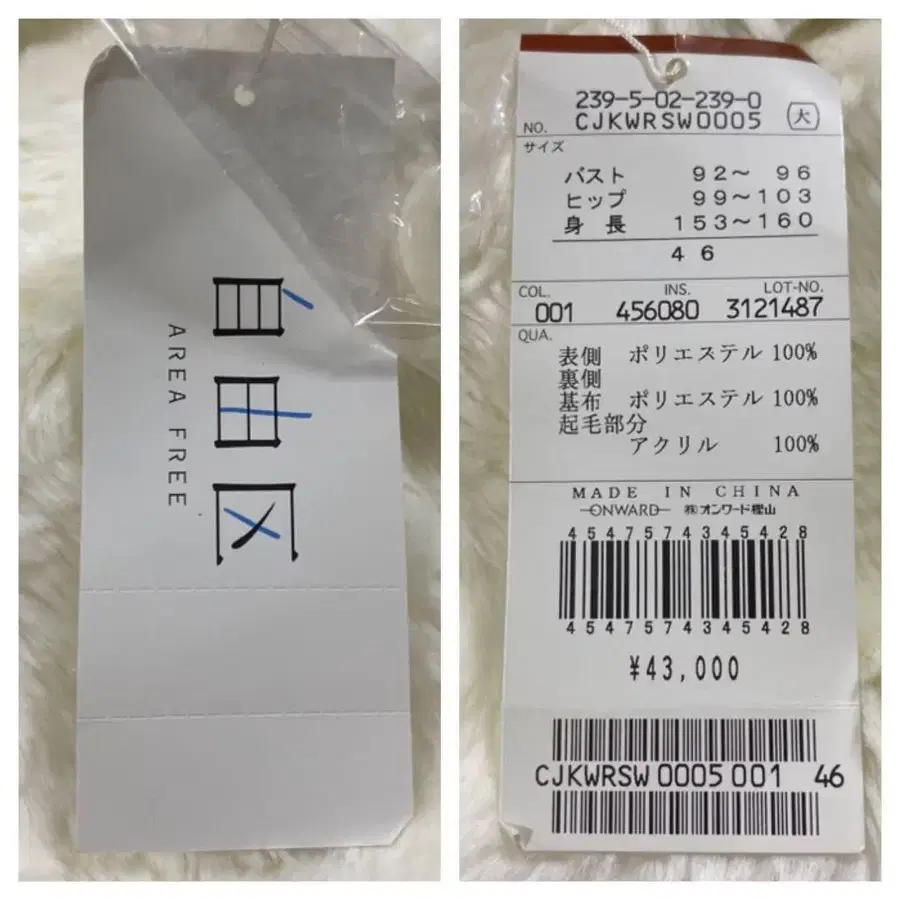 自由区
AREA FREE
239-5-02-239-0
NO. CJKWRSW0005 大
サイズ
バスト 92〜 96
ヒップ 99〜103
身 長 153〜160
46
COL. INS. LOT-NO.
001 456080 3121487
QUA.
表側 ポリエステル 100%
裏側
基布 ポリエステル 100%
起毛部分
アクリル 100%
MADE IN CHINA
ONWARD ㈱オンワード樫山
4547574345428
4547574345428
¥43,000
CJKWRSW0005 001 46